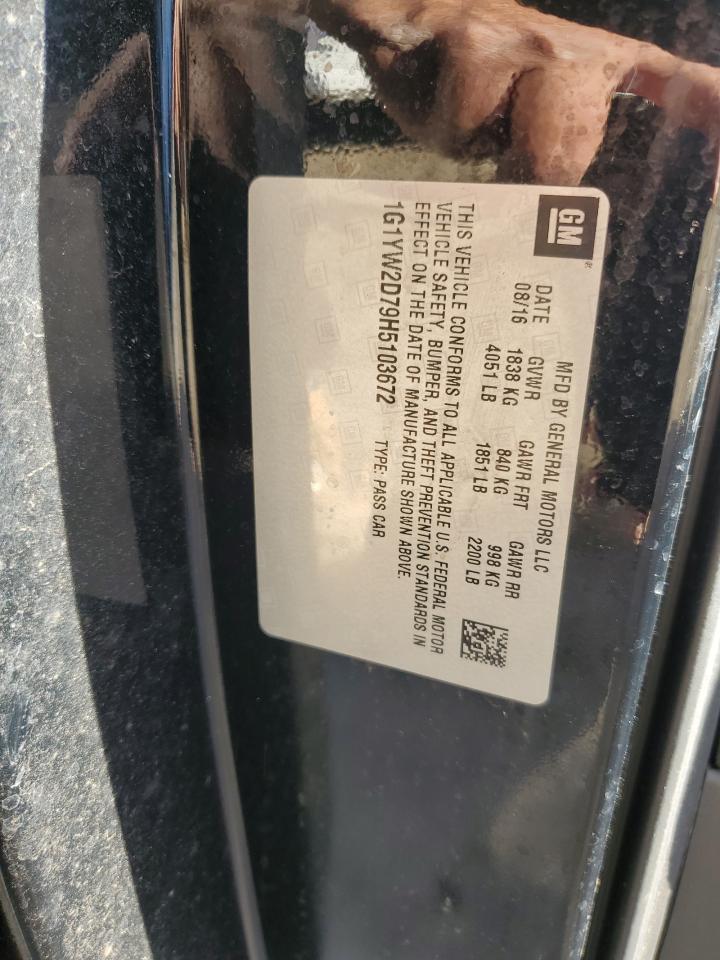 GM
MFD BY GENERAL MOTORS LLC
DATE GVWR GAWR FRT GAWR RR
08/16 1838 KG 840 KG 998 KG
4051 LB 1851 LB 2200 LB
THIS VEHICLE CONFORMS TO ALL APPLICABLE U.S. FEDERAL MOTOR
VEHICLE SAFETY, BUMPER, AND THEFT PREVENTION STANDARDS IN
EFFECT ON THE DATE OF MANUFACTURE SHOWN ABOVE.
1G1YW2D79H5103672 TYPE: PASS CAR